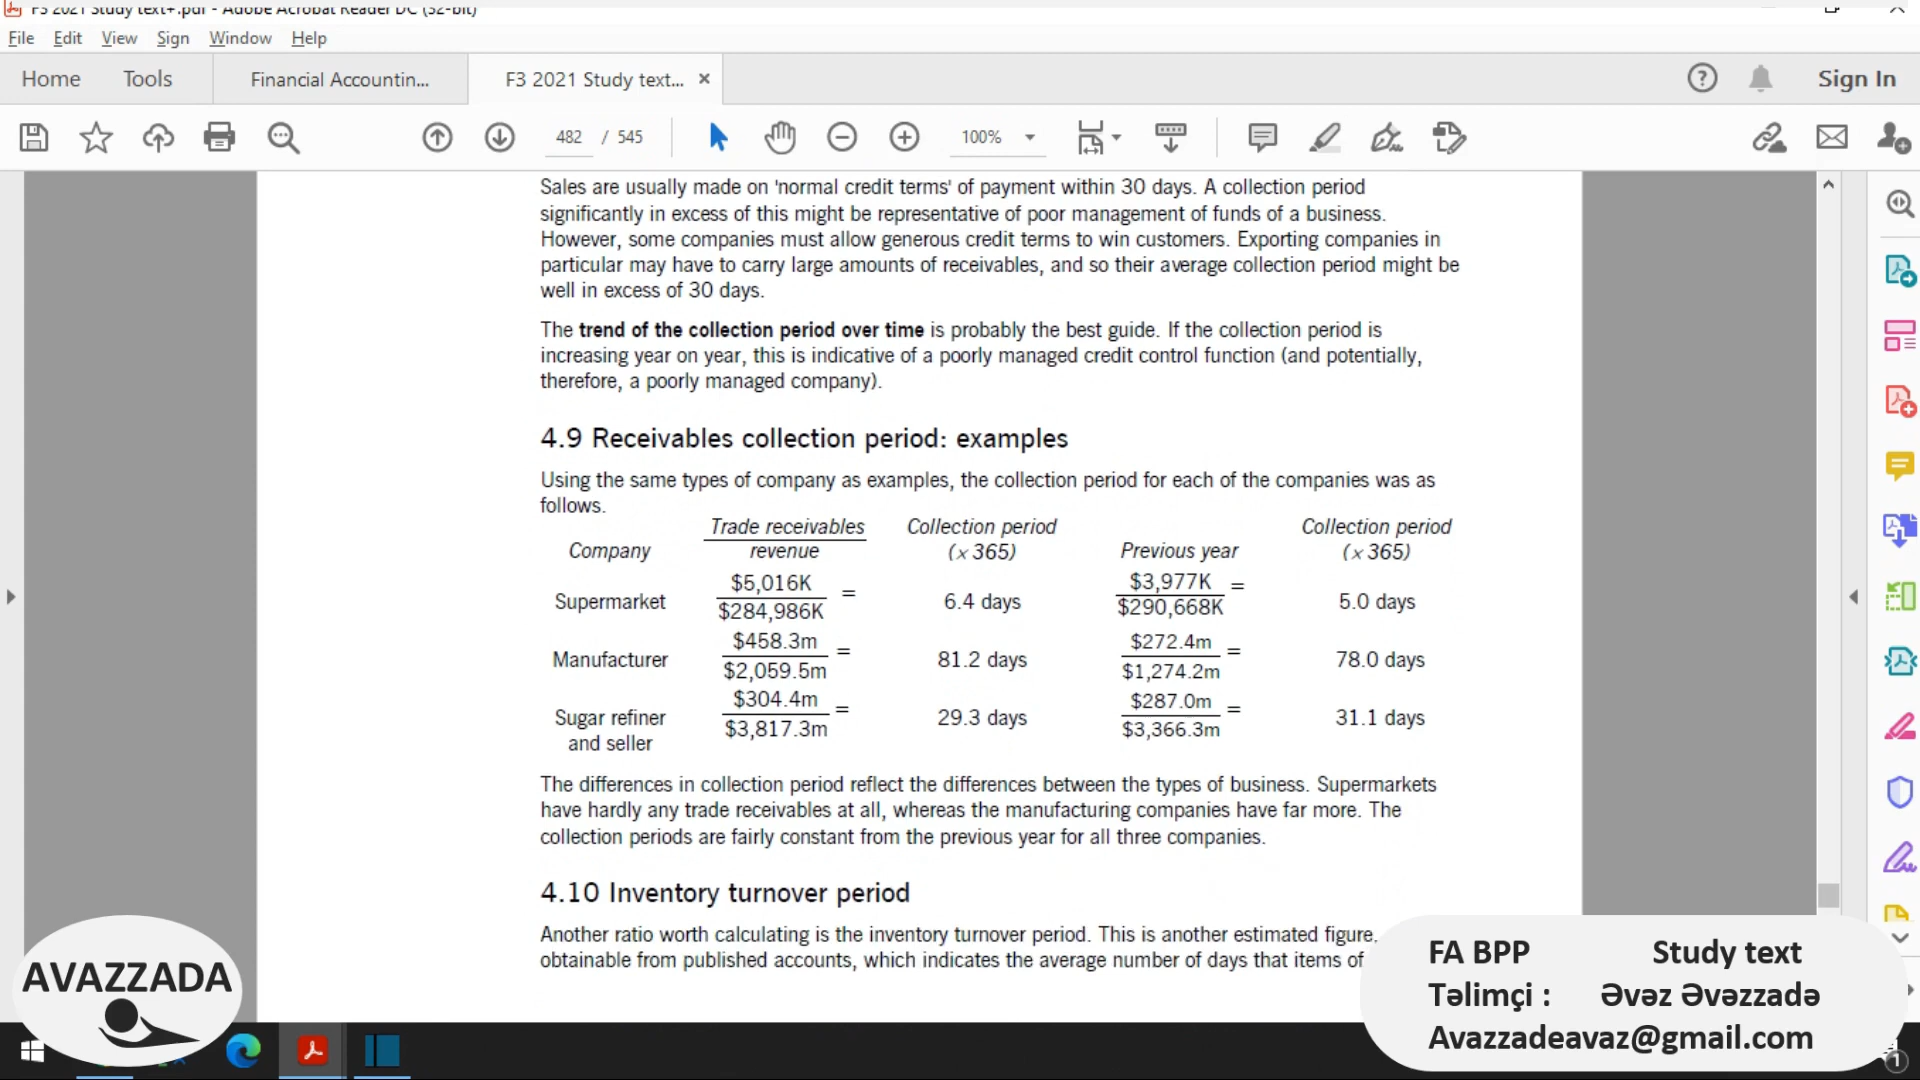 F3 2021 Study text+.pdf - Adobe Acrobat Reader DC (32-bit)
File Edit View Sign Window Help
Home Tools Financial Accountin... F3 2021 Study text... × Sign In
482 / 545 100%
Sales are usually made on 'normal credit terms' of payment within 30 days. A collection period
significantly in excess of this might be representative of poor management of funds of a business.
However, some companies must allow generous credit terms to win customers. Exporting companies in
particular may have to carry large amounts of receivables, and so their average collection period might be
well in excess of 30 days.
The trend of the collection period over time is probably the best guide. If the collection period is
increasing year on year, this is indicative of a poorly managed credit control function (and potentially,
therefore, a poorly managed company).
4.9 Receivables collection period: examples
Using the same types of company as examples, the collection period for each of the companies was as
follows.
Trade receivables Collection period Collection period
Company revenue (× 365) Previous year (× 365)
$5,016K = $3,977K =
Supermarket $284,986K 6.4 days $290,668K 5.0 days
$458.3m = $272.4m =
Manufacturer $2,059.5m 81.2 days $1,274.2m 78.0 days
$304.4m = $287.0m =
Sugar refiner $3,817.3m 29.3 days $3,366.3m 31.1 days
and seller
The differences in collection period reflect the differences between the types of business. Supermarkets
have hardly any trade receivables at all, whereas the manufacturing companies have far more. The
collection periods are fairly constant from the previous year for all three companies.
4.10 Inventory turnover period
Another ratio worth calculating is the inventory turnover period. This is another estimated figure,
obtainable from published accounts, which indicates the average number of days that items of
AVAZZADA
FA BPP Study text
Təlimçi : Əvəz Əvəzzadə
Avazzadeavaz@gmail.com
1